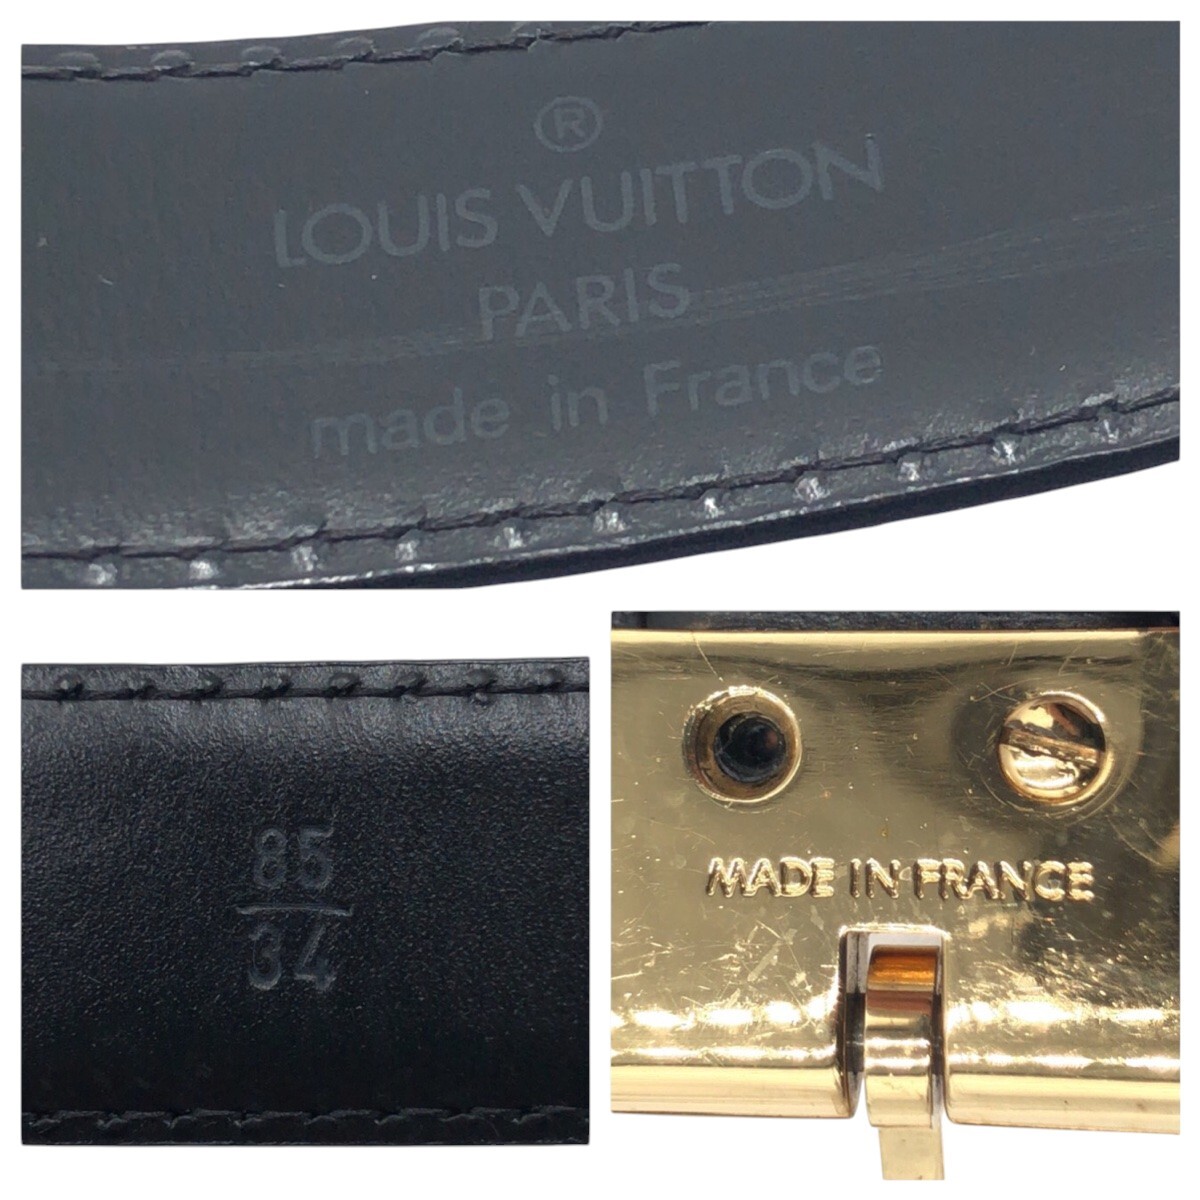 ®
LOUIS VUITTON
PARIS
made in France
85
34
MADE IN FRANCE